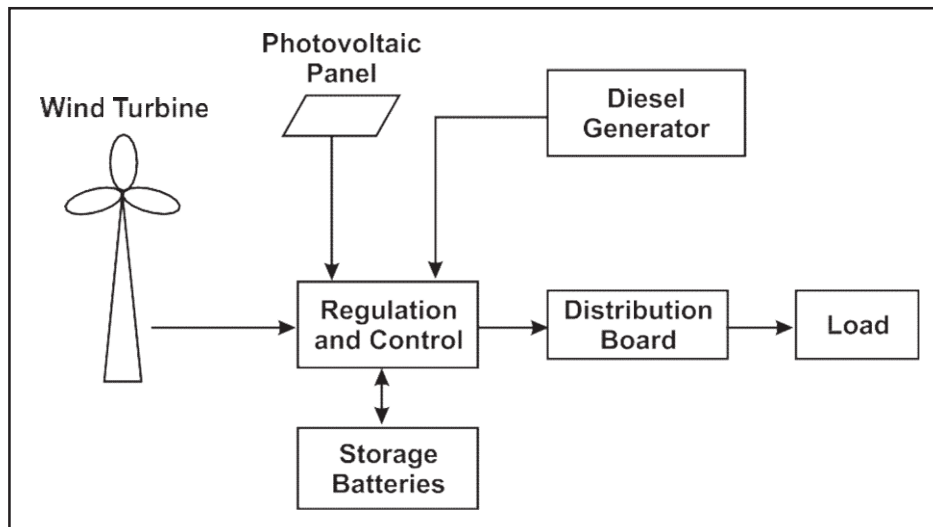 Photovoltaic
Panel
Wind Turbine
Diesel
Generator
Regulation
and Control
Distribution
Board
Load
Storage
Batteries